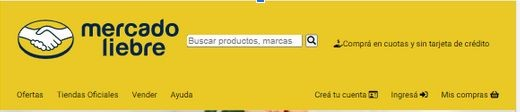 mercado
liebre
Buscar productos, marcas
Comprá en cuotas y sin tarjeta de crédito
Ofertas Tiendas Oficiales Vender Ayuda Creá tu cuenta Ingresá Mis compras